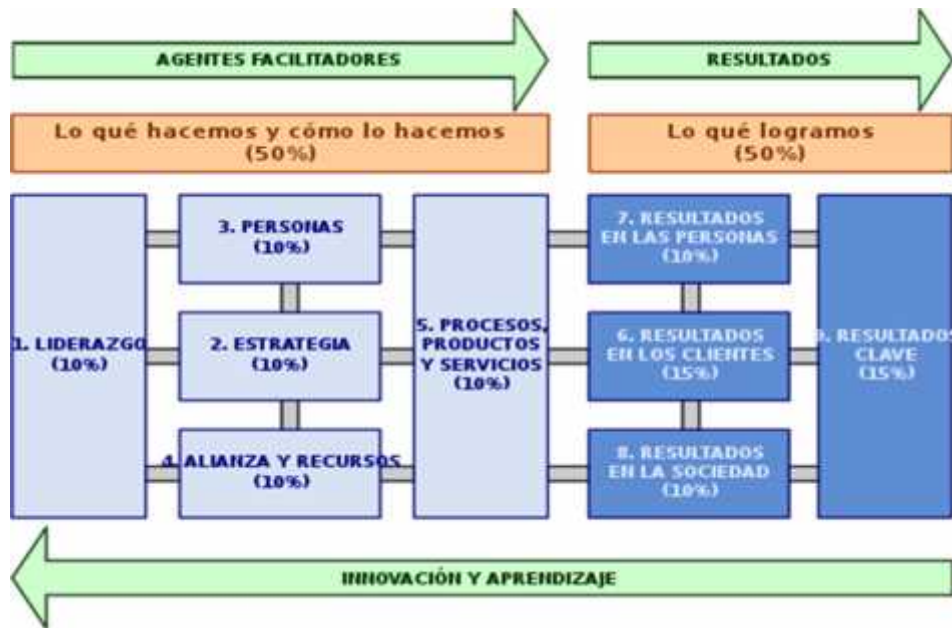 AGENTES FACILITADORES
RESULTADOS
Lo qué hacemos y cómo lo hacemos
(50%)
Lo qué logramos
(50%)
1. LIDERAZGO
(10%)
3. PERSONAS
(10%)
2. ESTRATEGIA
(10%)
4. ALIANZA Y RECURSOS
(10%)
5. PROCESOS,
PRODUCTOS
Y SERVICIOS
(10%)
7. RESULTADOS
EN LAS PERSONAS
(10%)
6. RESULTADOS
EN LOS CLIENTES
(15%)
8. RESULTADOS
EN LA SOCIEDAD
(10%)
9. RESULTADOS
CLAVE
(15%)
INNOVACIÓN Y APRENDIZAJE